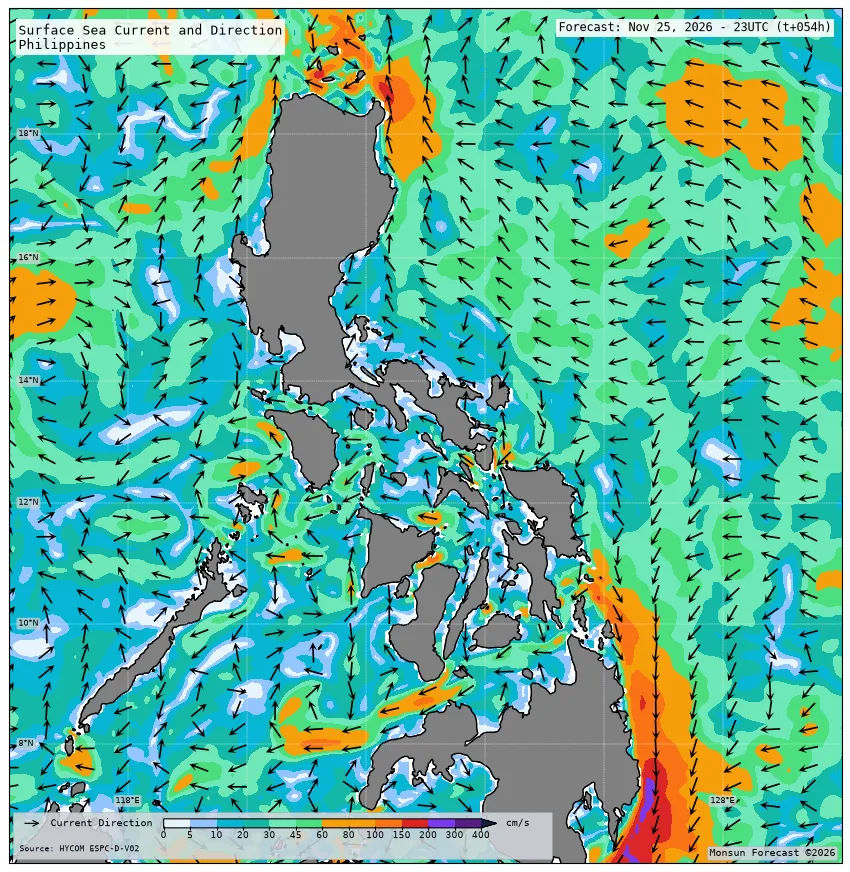 Surface Sea Current and Direction
Philippines
Forecast: Nov 25, 2026 - 23UTC (t+054h)
18°N
16°N
14°N
12°N
10°N
8°N
118°E
128°E
Current Direction
0 5 10 20 30 45 60 80 100 150 200 300 400
cm/s
Source: HYCOM ESPC-D-V02
Monsun Forecast ©2026